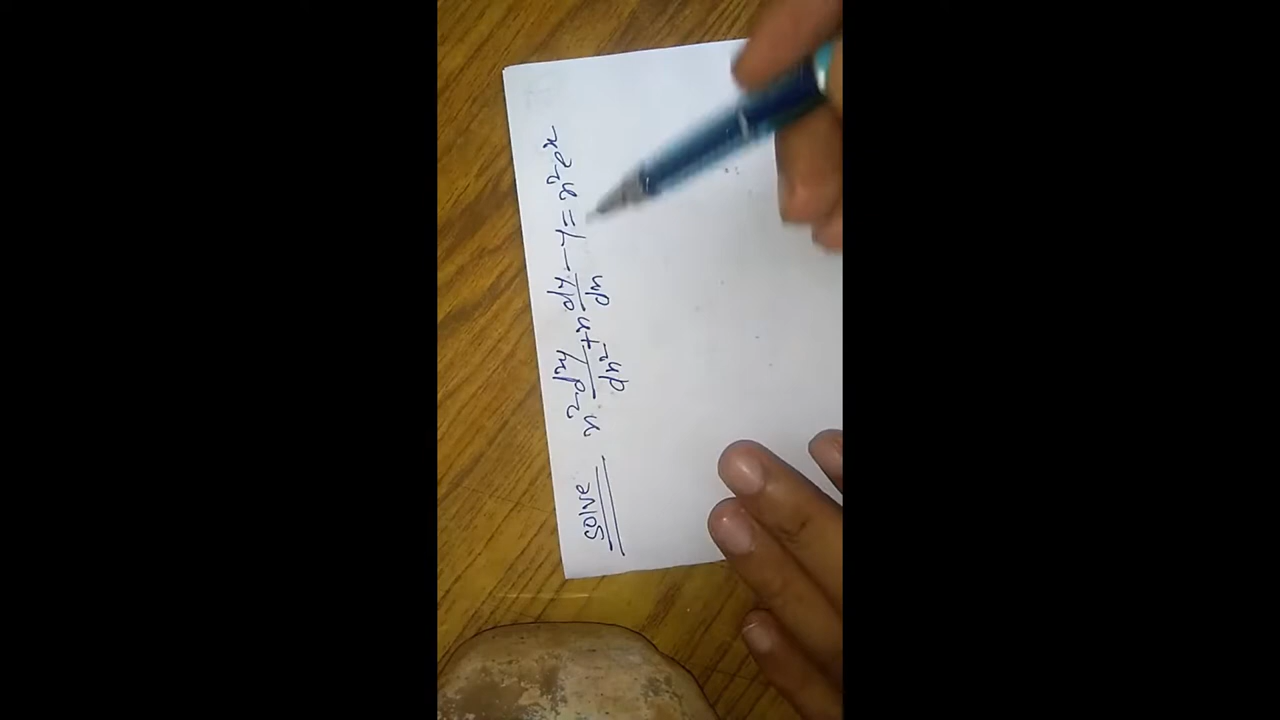 Solve x²d²y/dx² + x dy/dx - y = x²eˣ